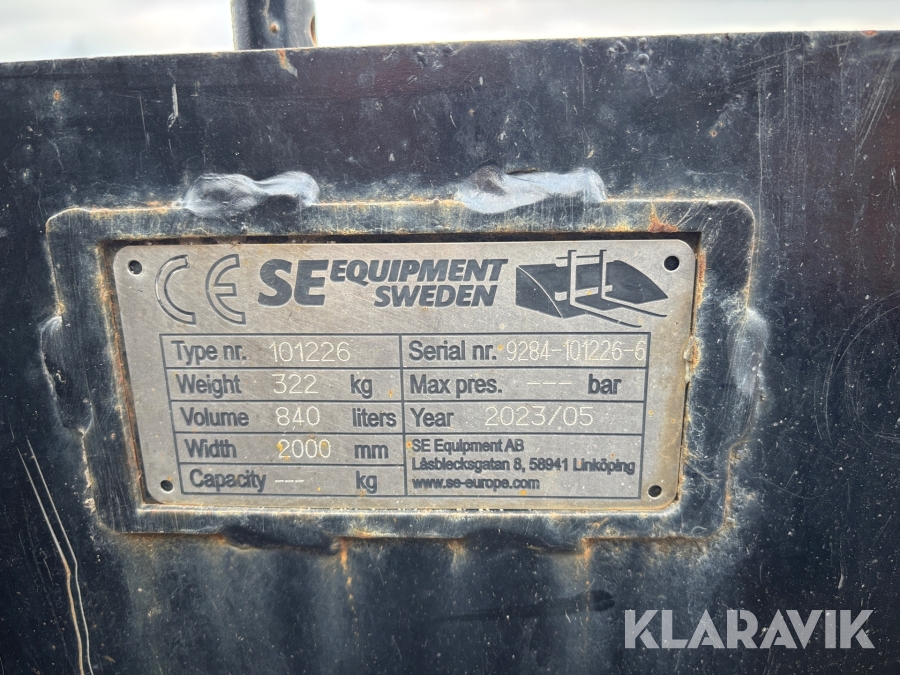 CE SE EQUIPMENT SWEDEN
Type nr. 101226 Serial nr. 9284-101226-6
Weight 322 kg Max pres. --- bar
Volume 840 liters Year 2023/05
Width 2000 mm SE Equipment AB
Låsblecksgatan 8, 58941 Linköping
Capacity --- kg www.se-europe.com
KLARAVIK